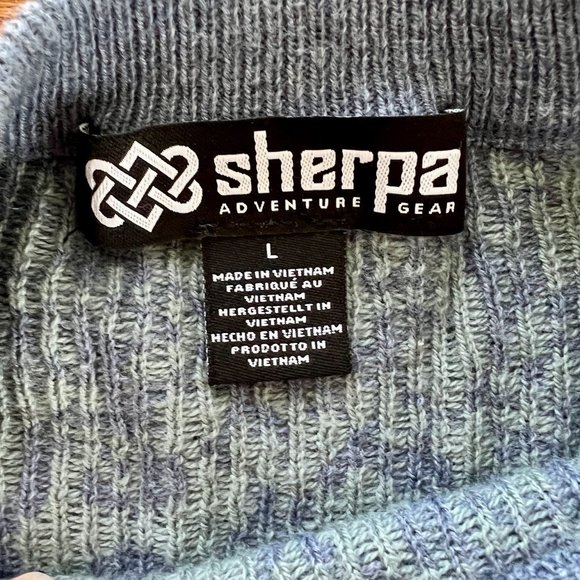 sherpa
ADVENTURE GEAR
L
MADE IN VIETNAM
FABRIQUÉ AU
VIETNAM
HERGESTELLT IN
VIETNAM
HECHO EN VIETNAM
PRODOTTO IN
VIETNAM